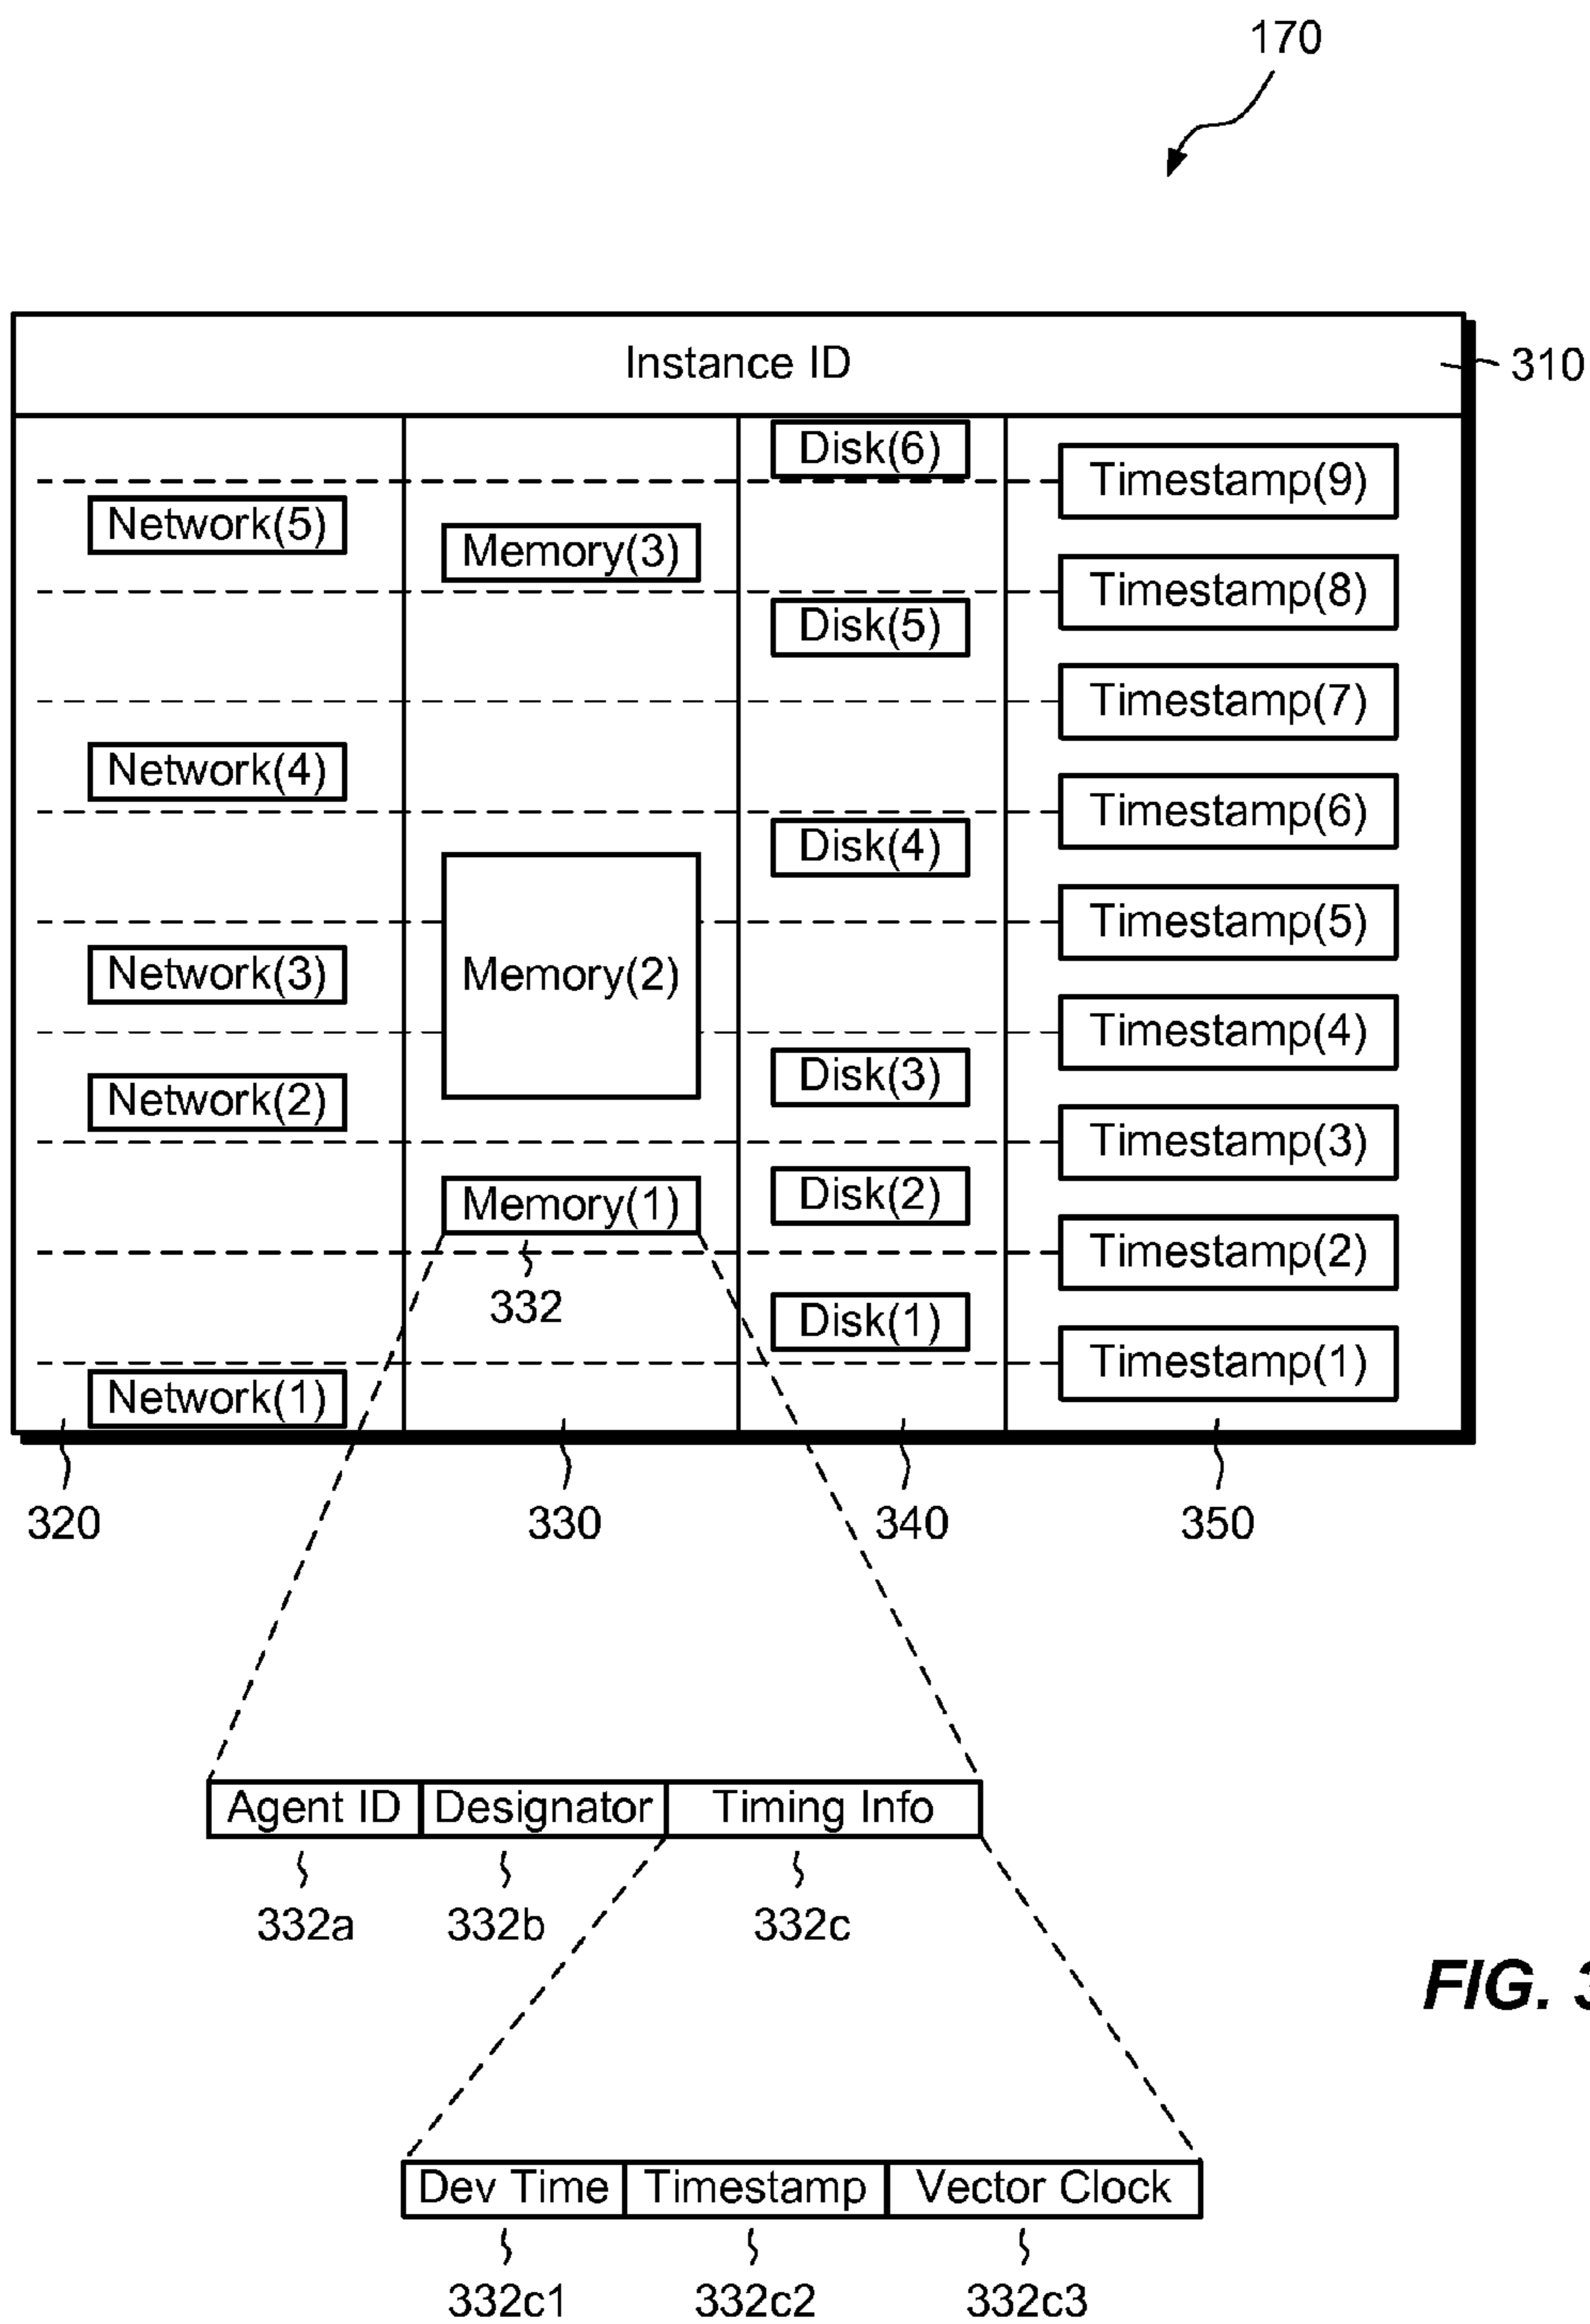 170
Instance ID
310
Disk(6)
Timestamp(9)
Network(5)
Memory(3)
Timestamp(8)
Disk(5)
Timestamp(7)
Network(4)
Timestamp(6)
Disk(4)
Timestamp(5)
Network(3)
Memory(2)
Timestamp(4)
Disk(3)
Network(2)
Timestamp(3)
Disk(2)
Memory(1)
Timestamp(2)
332
Disk(1)
Timestamp(1)
Network(1)
320
330
340
350
Agent ID
Designator
Timing Info
332a
332b
332c
FIG. 3
Dev Time
Timestamp
Vector Clock
332c1
332c2
332c3